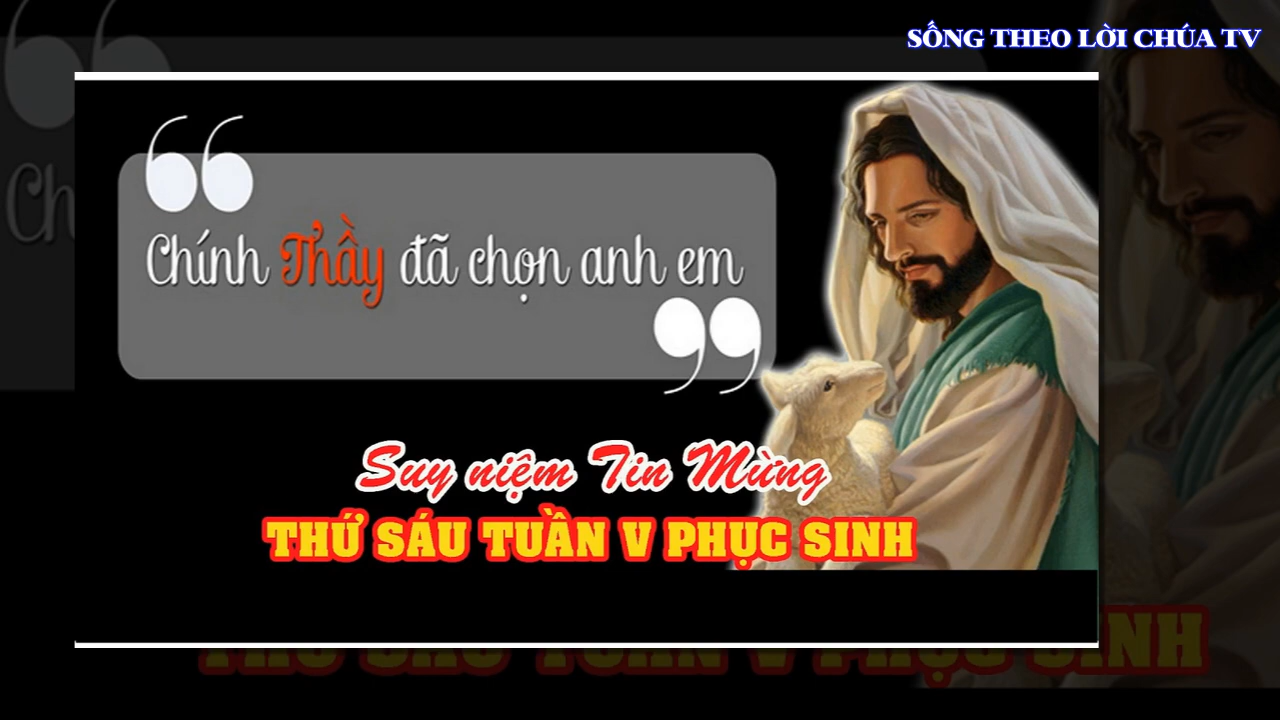 SỐNG THEO LỜI CHÚA TV
Chính Thầy đã chọn anh em
Suy niệm Tin Mừng
THỨ SÁU TUẦN V PHỤC SINH